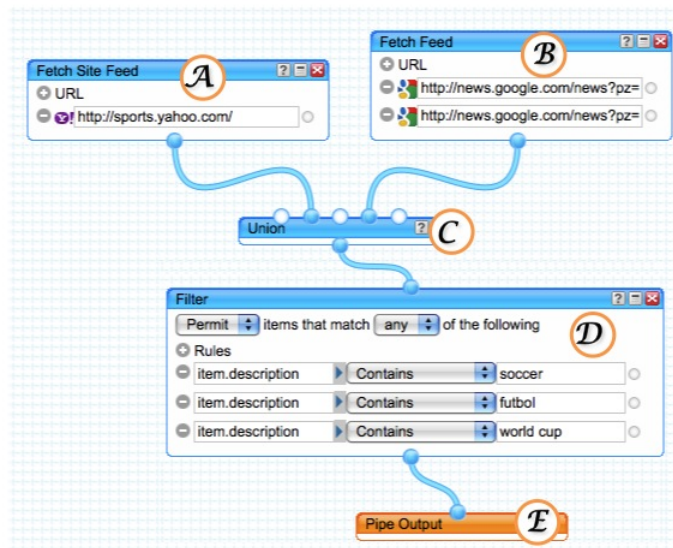 Fetch Feed
B
URL
http://news.google.com/news?pz=
http://news.google.com/news?pz=
Fetch Site Feed
A
URL
Y! http://sports.yahoo.com/
Union
C
Filter
Permit items that match any of the following
D
Rules
item.description Contains soccer
item.description Contains futbol
item.description Contains world cup
Pipe Output
E